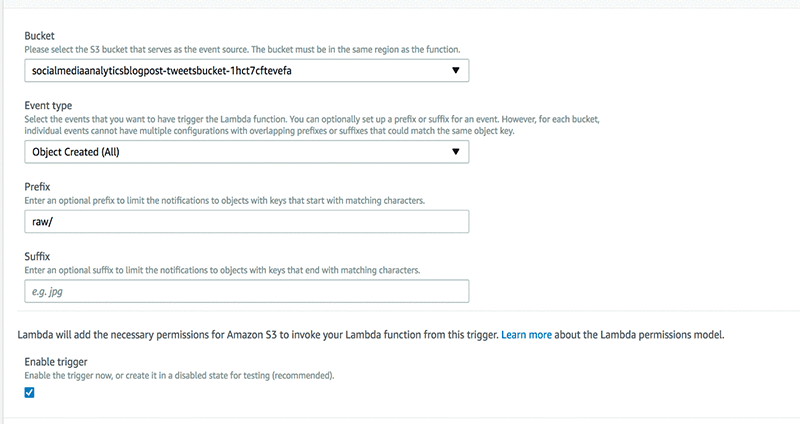 Bucket
Please select the S3 bucket that serves as the event source. The bucket must be in the same region as the function.
socialmediaanalyticsblogpost-tweetsbucket-1hct7cftevefa
Event type
Select the events that you want to have trigger the Lambda function. You can optionally set up a prefix or suffix for an event. However, for each bucket,
individual events cannot have multiple configurations with overlapping prefixes or suffixes that could match the same object key.
Object Created (All)
Prefix
Enter an optional prefix to limit the notifications to objects with keys that start with matching characters.
raw/
Suffix
Enter an optional suffix to limit the notifications to objects with keys that end with matching characters.
e.g. jpg
Lambda will add the necessary permissions for Amazon S3 to invoke your Lambda function from this trigger. Learn more about the Lambda permissions model.
Enable trigger
Enable the trigger now, or create it in a disabled state for testing (recommended).